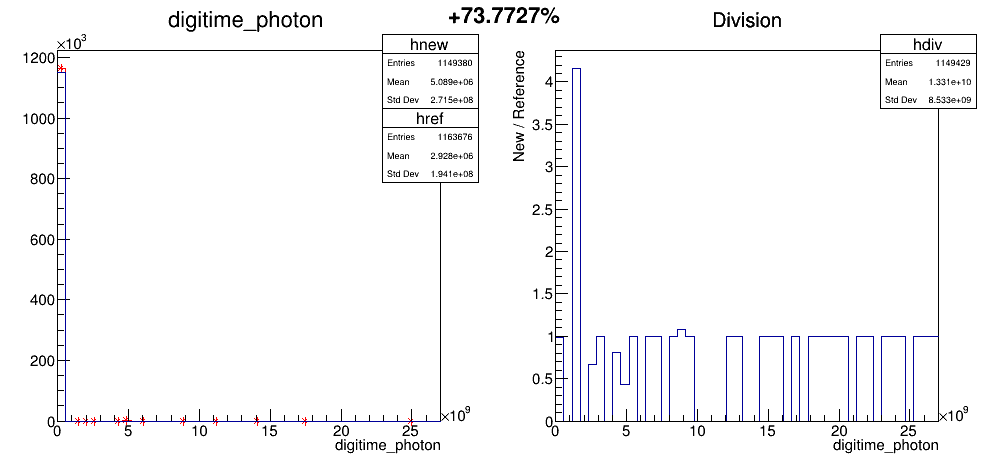 +73.7727%
digitime_photon
×10³
hnew
Entries 1149380
Mean 5.089e+06
Std Dev 2.715e+08
href
Entries 1163676
Mean 2.928e+06
Std Dev 1.941e+08
1200
1000
800
600
400
200
0
0 5 10 15 20 25
×10⁹
digitime_photon
Division
hdiv
Entries 1149429
Mean 1.331e+10
Std Dev 8.533e+09
New / Reference
4
3.5
3
2.5
2
1.5
1
0.5
0
0 5 10 15 20 25
×10⁹
digitime_photon